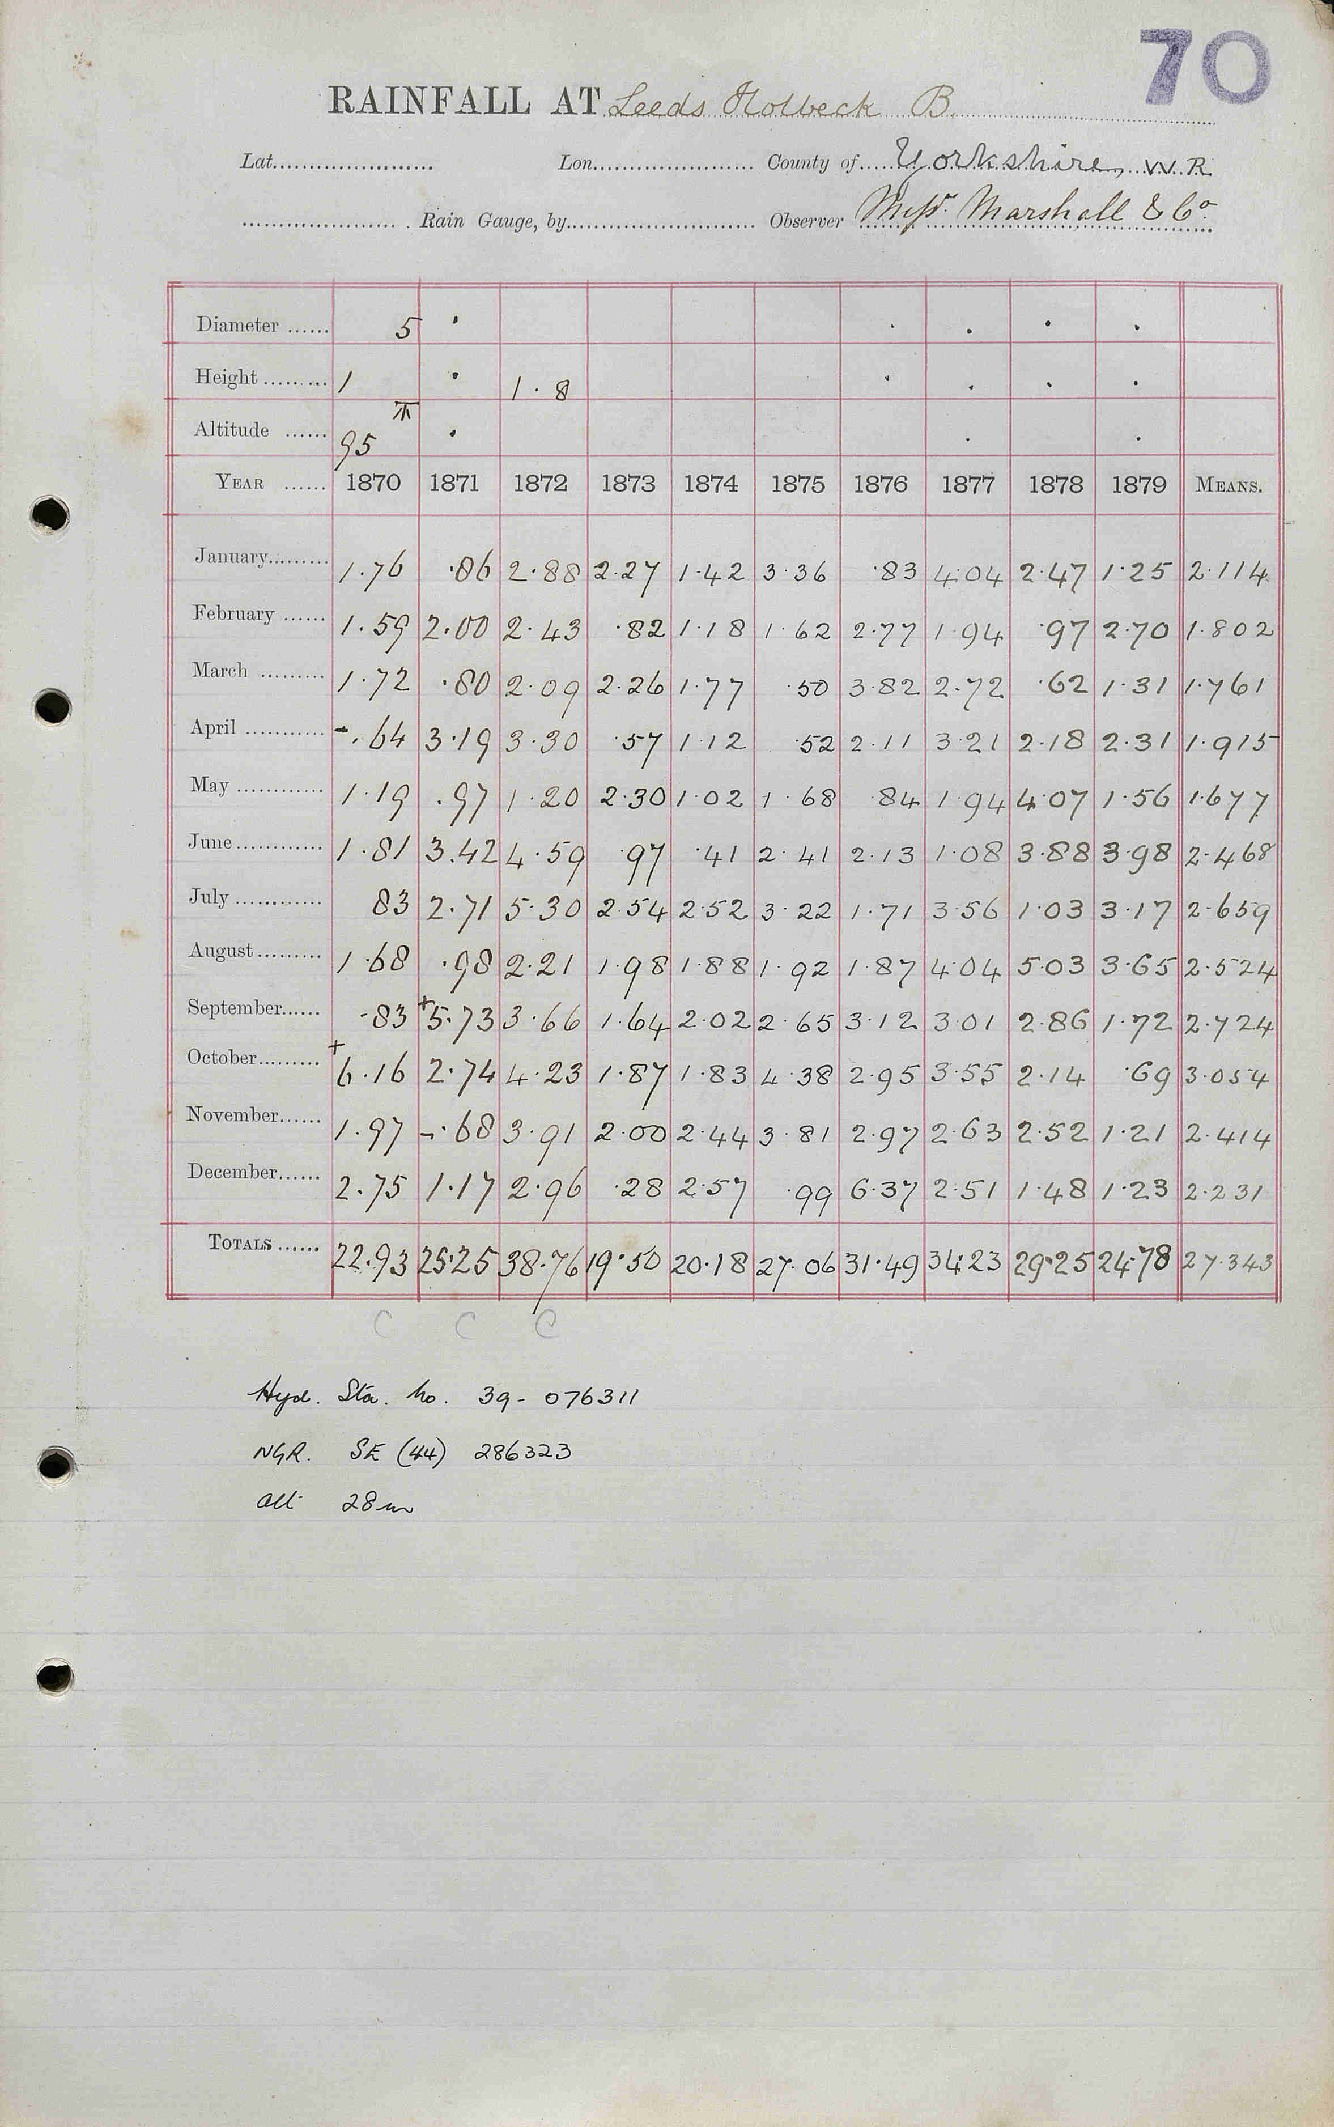 70
RAINFALL AT Leeds Holbeck B.
Lat. Lon. County of Yorkshire, W.R.
Rain Gauge, by Observer Messrs. Marshall & Co.
Diameter 5
Height 1 1.8
Altitude 95
YEAR 1870 1871 1872 1873 1874 1875 1876 1877 1878 1879 MEANS.
January 1.76 .86 2.88 2.27 1.42 3.36 .83 4.04 2.47 1.25 2.114
February 1.59 2.00 2.43 .82 1.18 1.62 2.77 1.94 .97 2.70 1.802
March 1.72 .80 2.09 2.26 1.77 .50 3.82 2.72 .62 1.31 1.761
April -.64 3.19 3.30 .57 1.12 .52 2.11 3.21 2.18 2.31 1.915
May 1.19 .97 1.20 2.30 1.02 1.68 .84 1.94 4.07 1.56 1.677
June 1.81 3.42 4.59 .97 .41 2.41 2.13 1.08 3.88 3.98 2.468
July 83 2.71 5.30 2.54 2.52 3.22 1.71 3.56 1.03 3.17 2.659
August 1.68 .98 2.21 1.98 1.88 1.92 1.87 4.04 5.03 3.65 2.524
September .83 +5.73 3.66 1.64 2.02 2.65 3.12 3.01 2.86 1.72 2.724
October +6.16 2.74 4.23 1.87 1.83 4.38 2.95 3.55 2.14 .69 3.054
November 1.97 -.68 3.91 2.00 2.44 3.81 2.97 2.63 2.52 1.21 2.414
December 2.75 1.17 2.96 .28 2.57 .99 6.37 2.51 1.48 1.23 2.231
TOTALS 22.93 25.25 38.76 19.50 20.18 27.06 31.49 34.23 29.25 24.78 27.343
C C C
Hyd. Sta. No. 39-076311
NGR. SE (44) 286323
alt 28m